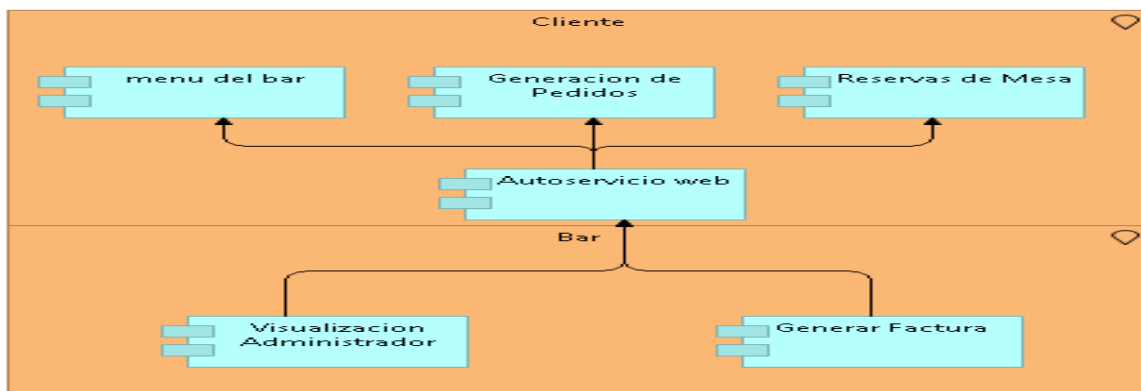 Cliente
menu del bar
Generacion de
Pedidos
Reservas de Mesa
Autoservicio web
Bar
Visualizacion
Administrador
Generar Factura